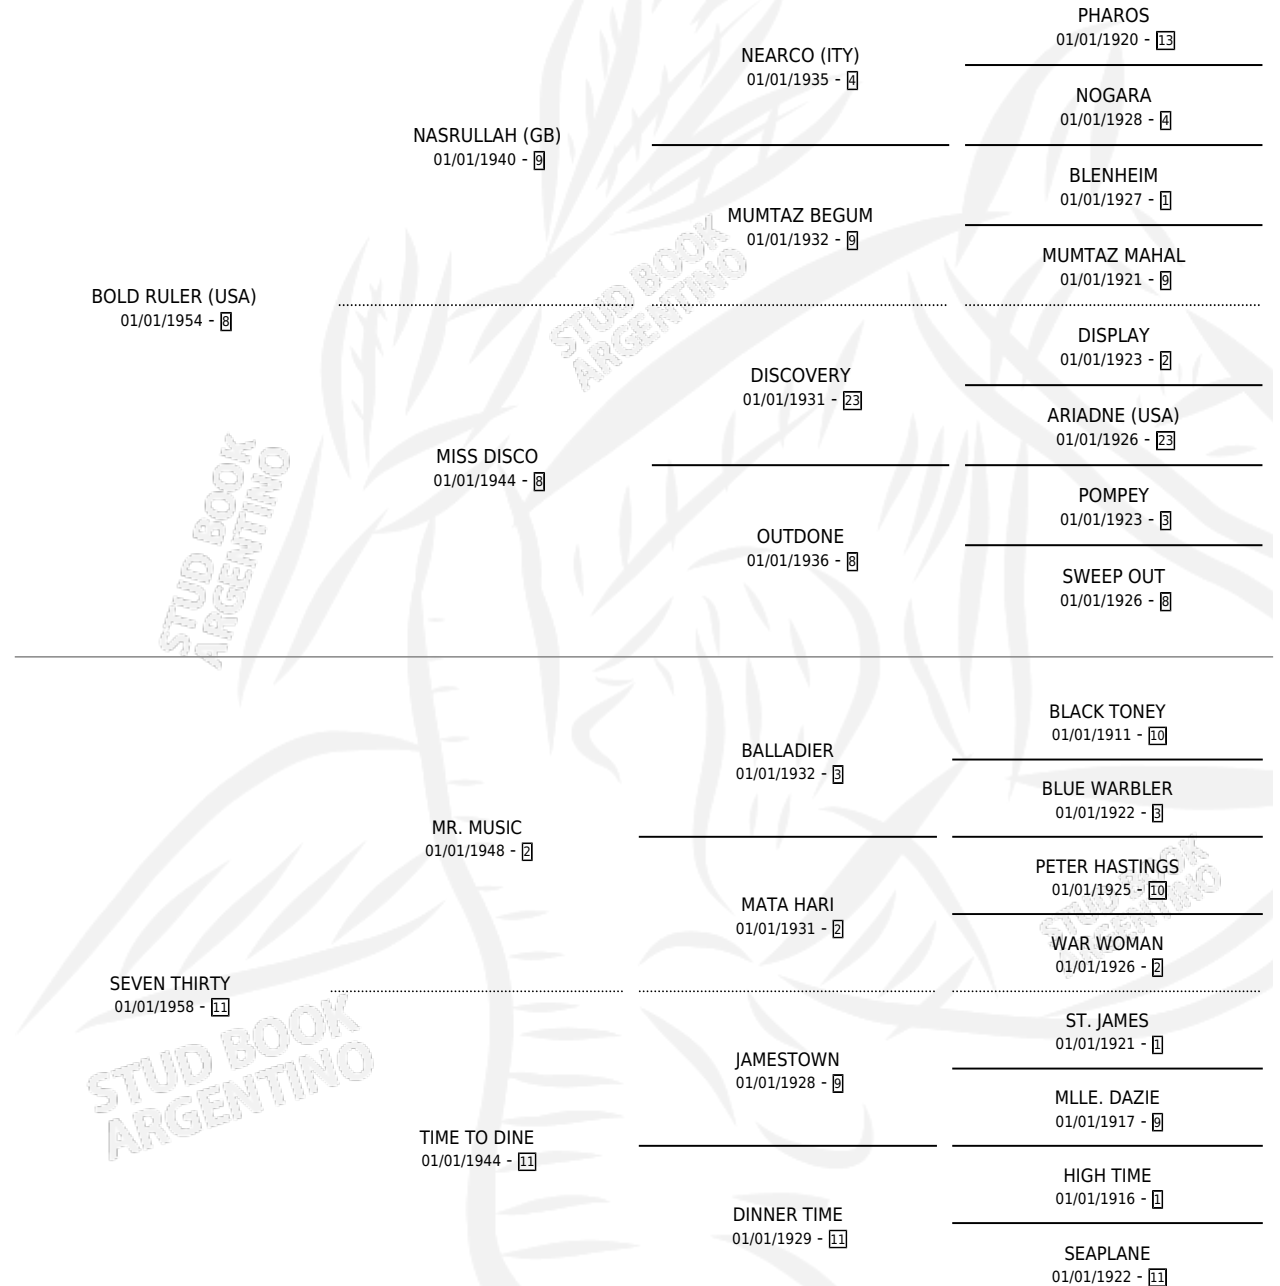 PHAROS
01/01/1920 - 13
NEARCO (ITY)
01/01/1935 - 4
NOGARA
01/01/1928 - 4
NASRULLAH (GB)
01/01/1940 - 9
BLENHEIM
01/01/1927 - 1
MUMTAZ BEGUM
01/01/1932 - 9
MUMTAZ MAHAL
01/01/1921 - 9
BOLD RULER (USA)
01/01/1954 - 8
DISPLAY
01/01/1923 - 2
DISCOVERY
01/01/1931 - 23
ARIADNE (USA)
01/01/1926 - 23
MISS DISCO
01/01/1944 - 8
POMPEY
01/01/1923 - 3
OUTDONE
01/01/1936 - 8
SWEEP OUT
01/01/1926 - 8
BLACK TONEY
01/01/1911 - 10
BALLADIER
01/01/1932 - 3
BLUE WARBLER
01/01/1922 - 3
MR. MUSIC
01/01/1948 - 2
PETER HASTINGS
01/01/1925 - 10
MATA HARI
01/01/1931 - 2
WAR WOMAN
01/01/1926 - 2
SEVEN THIRTY
01/01/1958 - 11
ST. JAMES
01/01/1921 - 1
JAMESTOWN
01/01/1928 - 9
MLLE. DAZIE
01/01/1917 - 9
TIME TO DINE
01/01/1944 - 11
HIGH TIME
01/01/1916 - 1
DINNER TIME
01/01/1929 - 11
SEAPLANE
01/01/1922 - 11
STUD BOOK
ARGENTINO
STUD BOOK
ARGENTINO
STUD BOOK
ARGENTINO
STUD BOOK
ARGENTINO